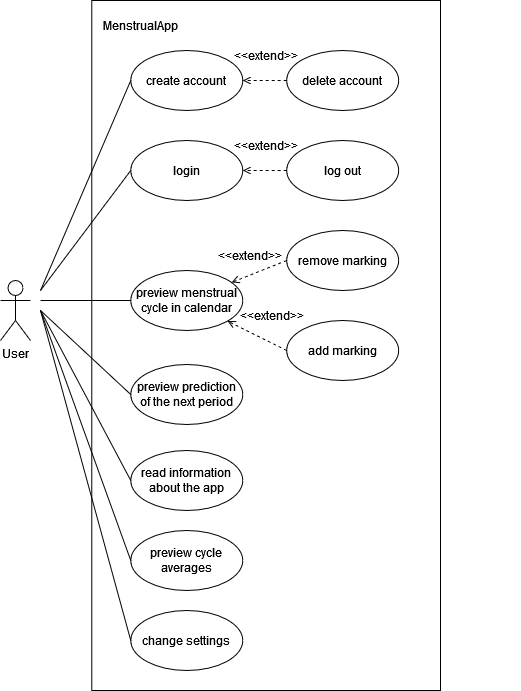 MenstrualApp
<<extend>>
create account
delete account
<<extend>>
login
log out
<<extend>>
remove marking
preview menstrual
cycle in calendar
<<extend>>
add marking
User
preview prediction
of the next period
read information
about the app
preview cycle
averages
change settings